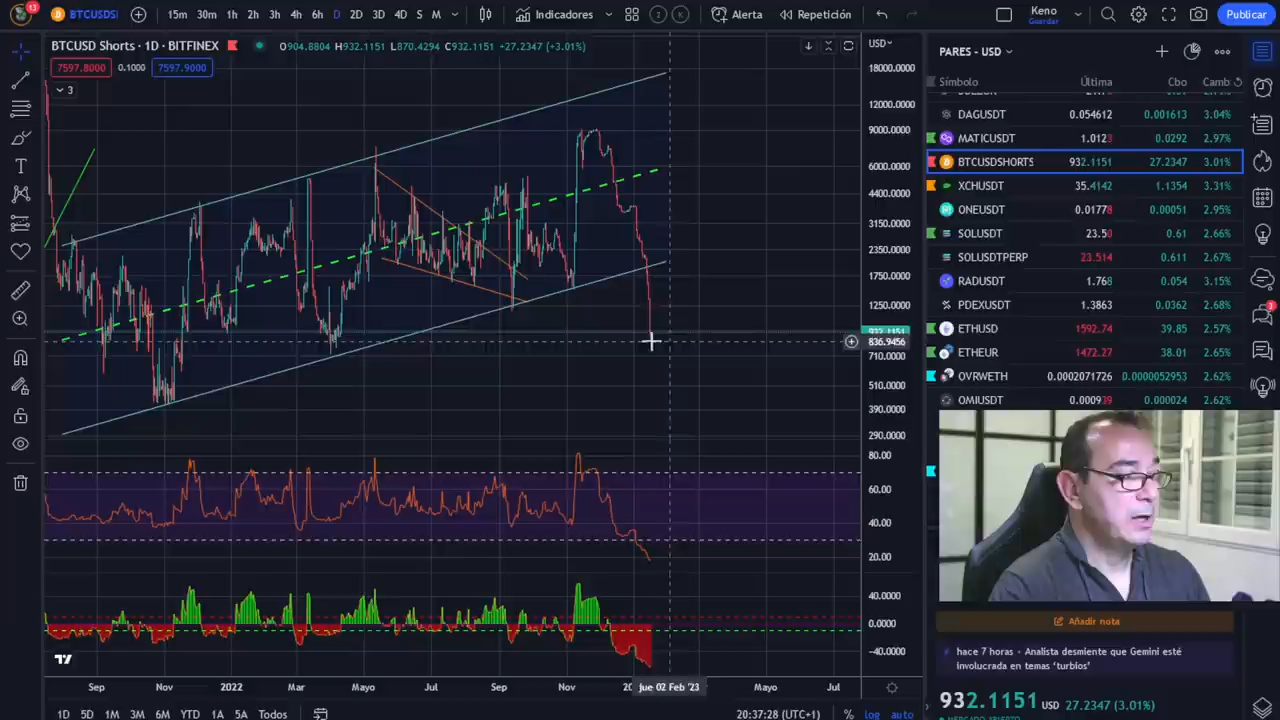 13
BTCUSDSI
15m 30m 1h 2h 3h 4h 6h D 2D 3D 4D S M
Indicadores
Alerta
Repetición
Keno
Guardar
Publicar
BTCUSD Shorts · 1D · BITFINEX
O904.8804 H932.1151 L870.4294 C932.1151 +27.2347 (+3.01%)
7597.8000 0.1000 7597.9000
3
USD
18000.0000
12000.0000
9000.0000
6000.0000
4400.0000
3150.0000
2350.0000
1750.0000
1250.0000
932.1151
836.9456
710.0000
510.0000
390.0000
290.0000
80.00
60.00
40.00
20.00
40.0000
0.0000
-40.0000
Sep Nov 2022 Mar Mayo Jul Sep Nov Jue 02 Feb '23 Mayo Jul
1D 5D 1M 3M 6M YTD 1A 5A Todos
20:37:28 (UTC+1)
% log auto
PARES - USD
Símbolo Última Cbo Camb
DAGUSDT 0.054612 0.001613 3.04%
MATICUSDT 1.0123 0.0292 2.97%
BTCUSDSHORTS 932.1151 27.2347 3.01%
XCHUSDT 35.4142 1.1354 3.31%
ONEUSDT 0.01778 0.00051 2.95%
SOLUSDT 23.50 0.61 2.66%
SOLUSDTPERP 23.514 0.611 2.67%
RADUSDT 1.768 0.054 3.15%
PDEXUSDT 1.3863 0.0362 2.68%
ETHUSD 1592.74 39.85 2.57%
ETHEUR 1472.27 38.01 2.65%
OVRWETH 0.0002071726 0.0000052953 2.62%
OMIUSDT 0.000939 0.000024 2.62%
3
Añadir nota
hace 7 horas · Analista desmiente que Gemini esté
involucrada en temas 'turbios'
932.1151 USD 27.2347 (3.01%)